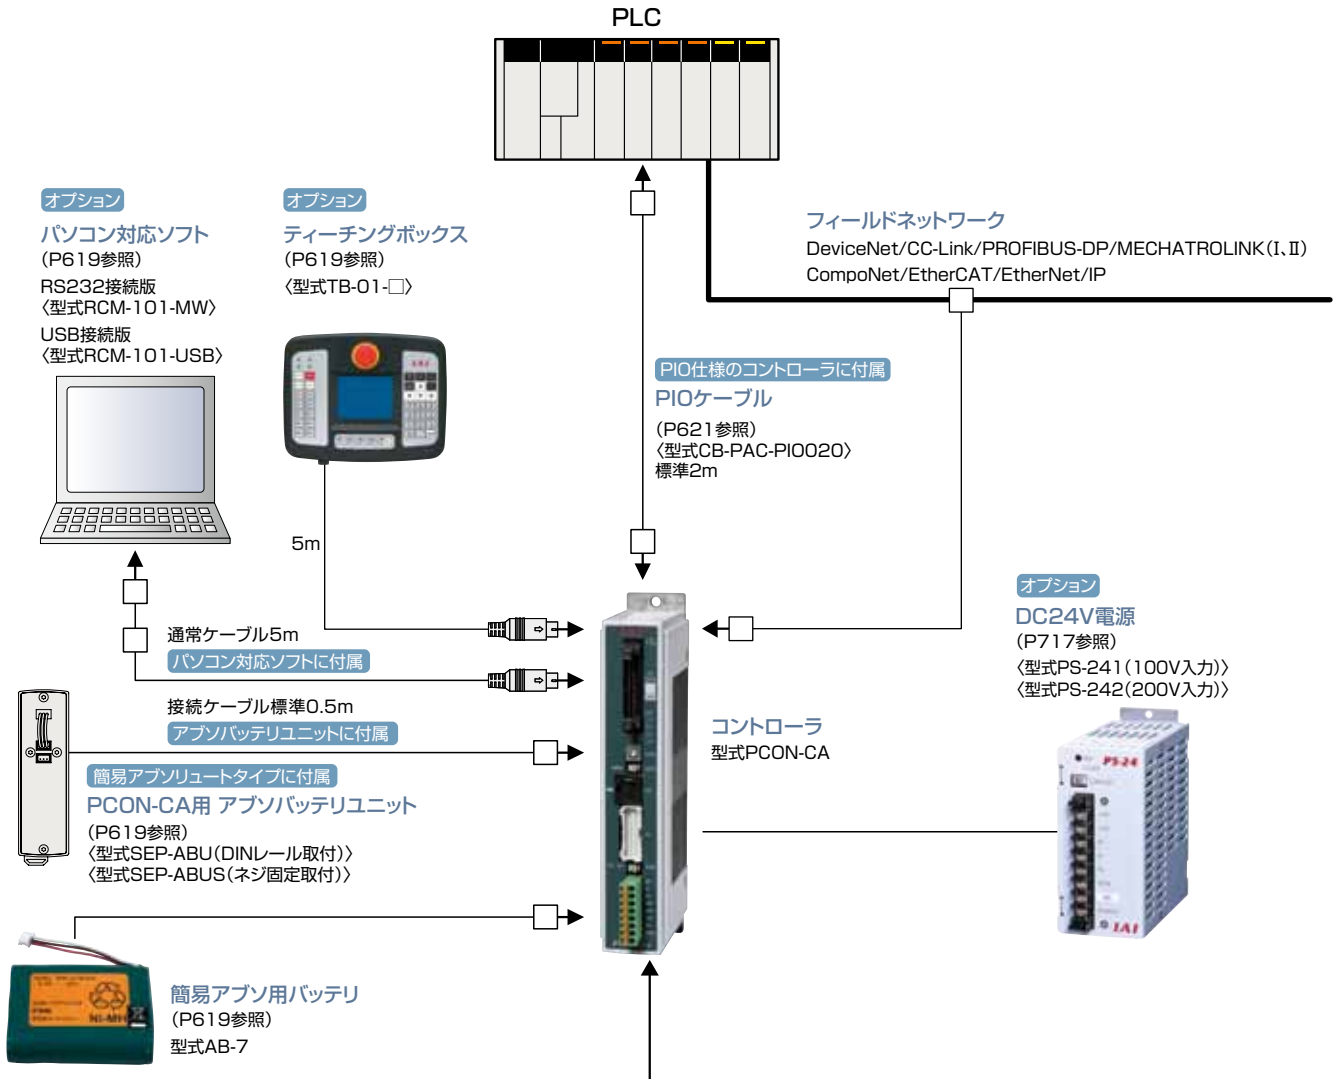 PLC
オプション
パソコン対応ソフト
(P619参照)
RS232接続版
〈型式RCM-101-MW〉
USB接続版
〈型式RCM-101-USB〉
オプション
ティーチングボックス
(P619参照)
〈型式TB-01-□〉
フィールドネットワーク
DeviceNet/CC-Link/PROFIBUS-DP/MECHATROLINK(I、II)
CompoNet/EtherCAT/EtherNet/IP
PIO仕様のコントローラに付属
PIOケーブル
(P621参照)
〈型式CB-PAC-PIO020〉
標準2m
5m
通常ケーブル5m
パソコン対応ソフトに付属
接続ケーブル標準0.5m
アブソバッテリユニットに付属
簡易アブソリュートタイプに付属
PCON-CA用 アブソバッテリユニット
(P619参照)
〈型式SEP-ABU(DINレール取付)〉
〈型式SEP-ABUS(ネジ固定取付)〉
コントローラ
型式PCON-CA
オプション
DC24V電源
(P717参照)
〈型式PS-241(100V入力)〉
〈型式PS-242(200V入力)〉
PS-24
IAI
簡易アブソ用バッテリ
(P619参照)
型式AB-7
Ni-MH